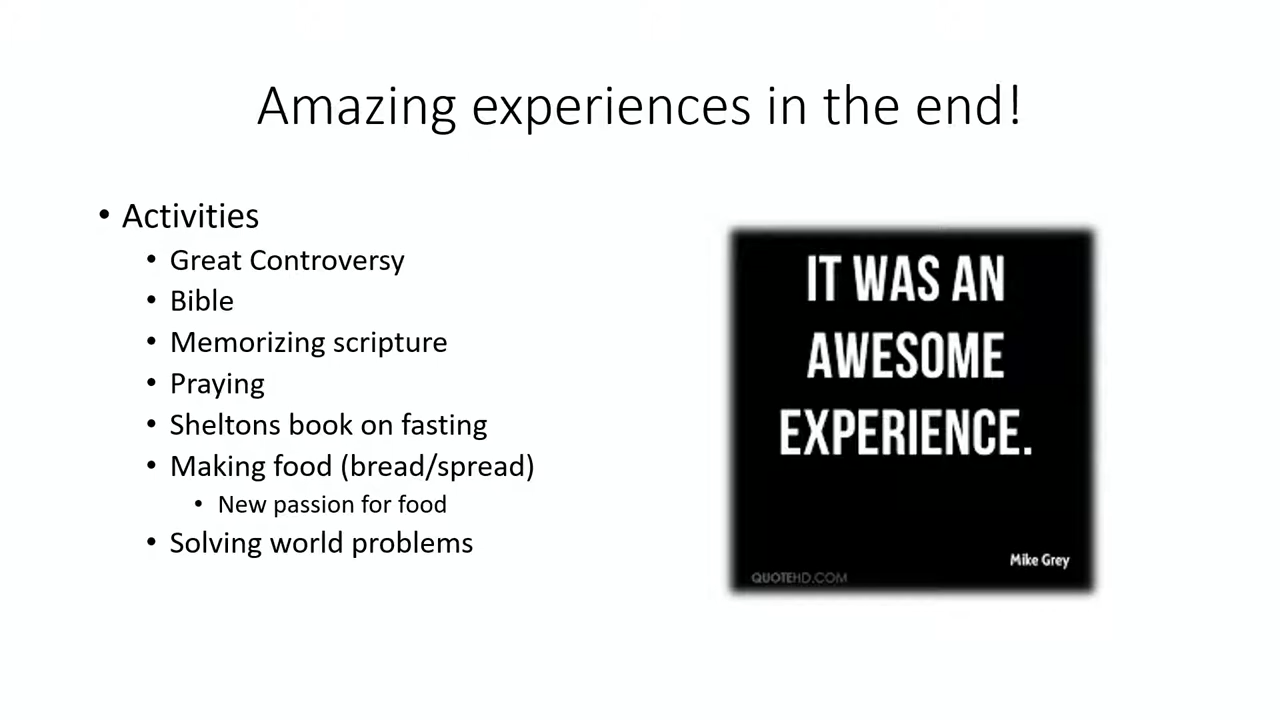 Amazing experiences in the end!
• Activities
• Great Controversy
• Bible
• Memorizing scripture
• Praying
• Sheltons book on fasting
• Making food (bread/spread)
• New passion for food
• Solving world problems
IT WAS AN
AWESOME
EXPERIENCE.
Mike Grey
QUOTEHD.COM